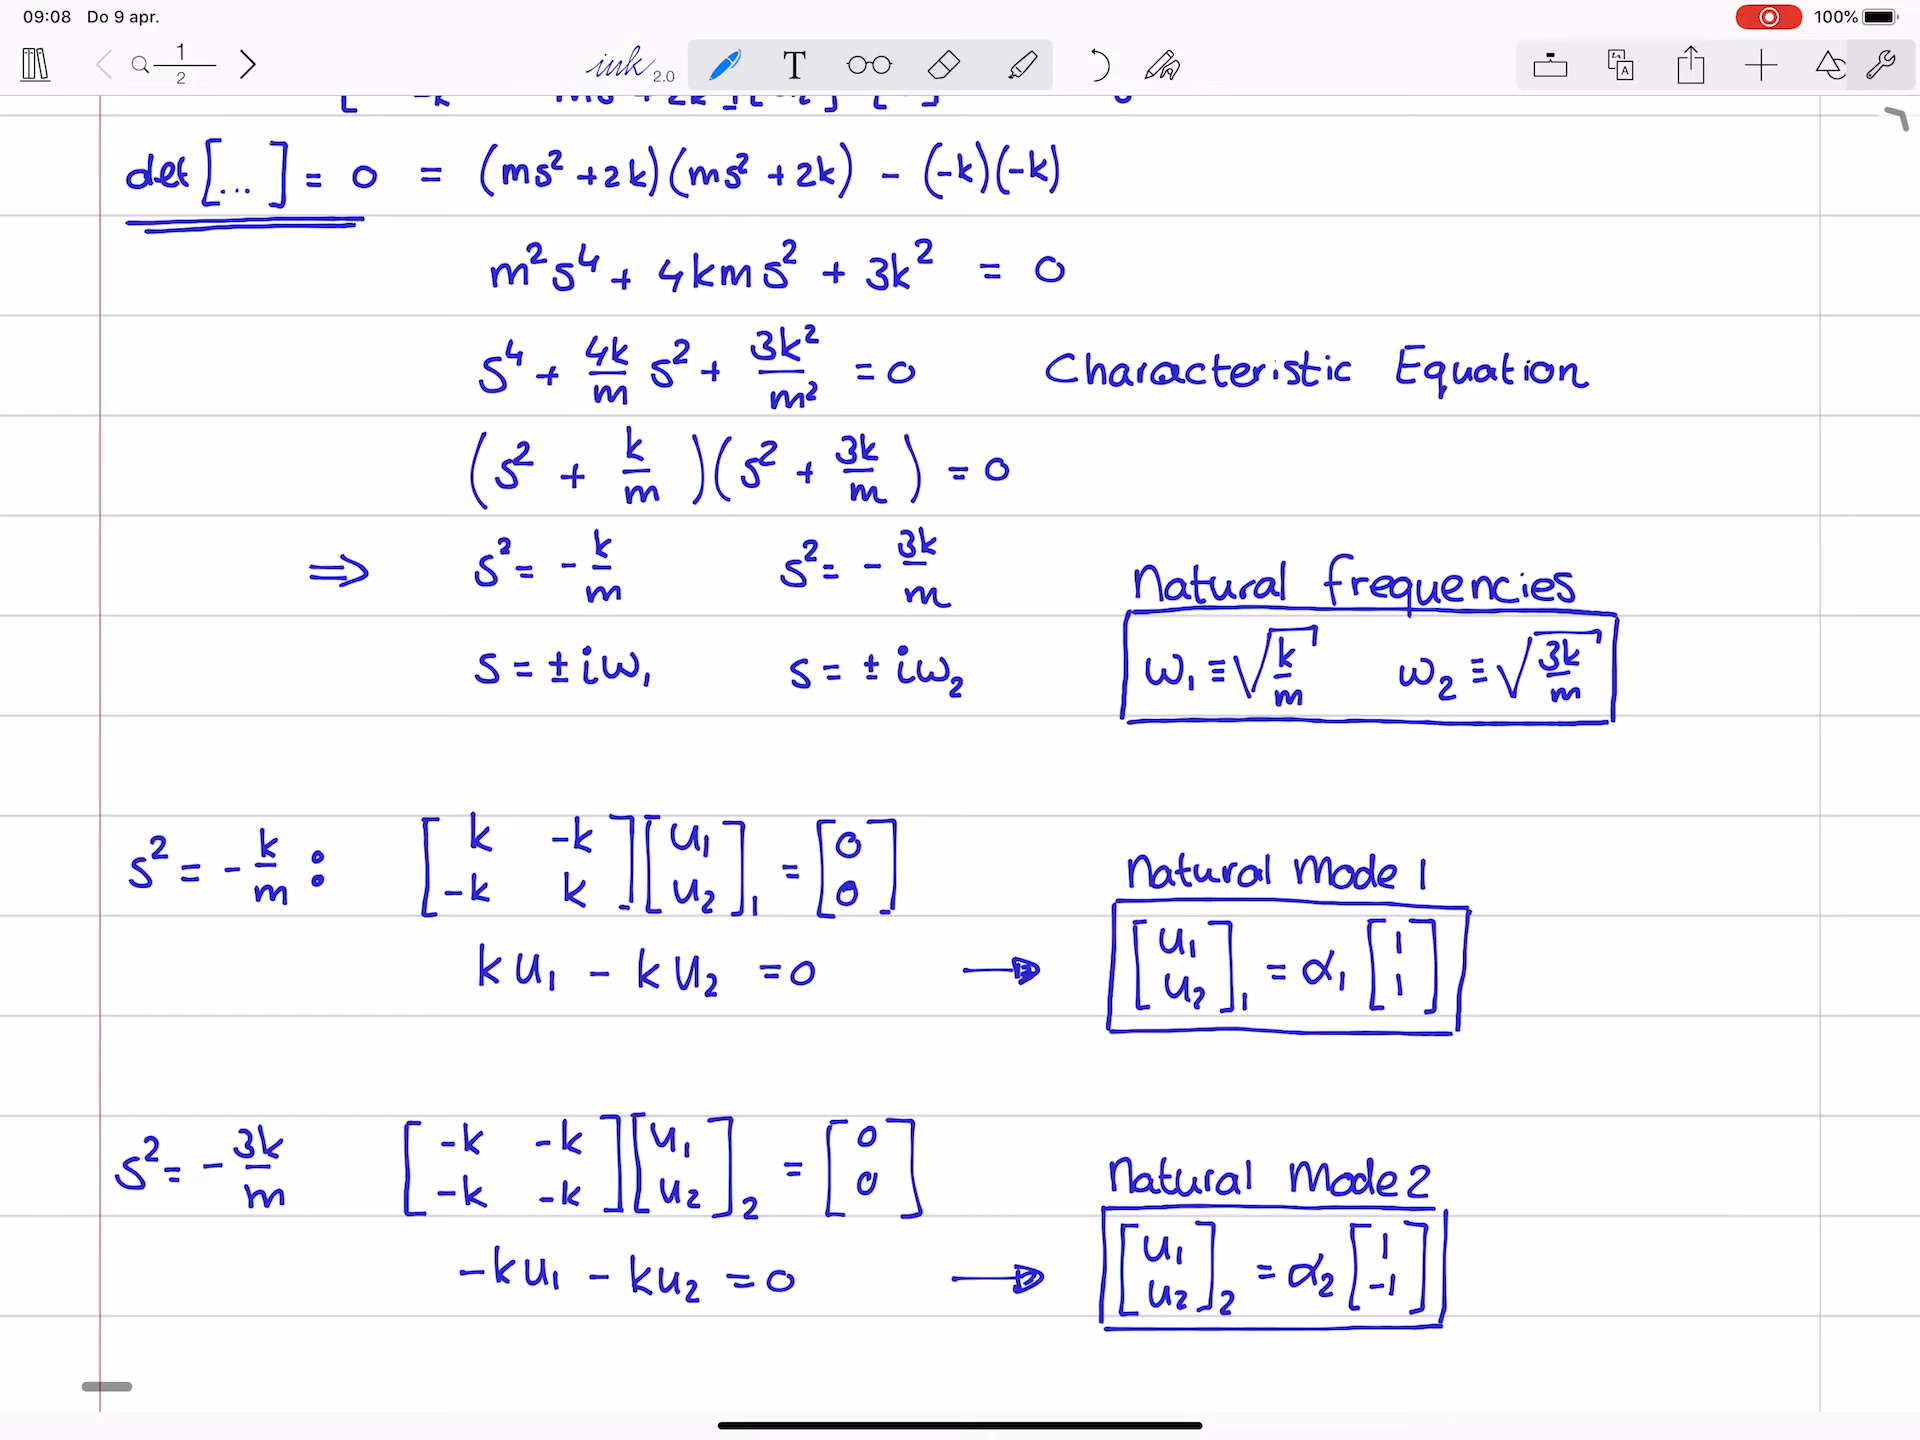 09:08 Do 9 apr. 100%
1
2
ink 2.0 T A
det [...] = 0 = (ms² + 2k)(ms² + 2k) - (-k)(-k)
m²s⁴ + 4kms² + 3k² = 0
s⁴ + 4k/m s² + 3k²/m² = 0 Characteristic Equation
(s² + k/m)(s² + 3k/m) = 0
⇒ s² = - k/m s² = - 3k/m Natural frequencies
s = ± iω₁ s = ± iω₂ ω₁ ≡ √(k/m) ω₂ ≡ √(3k/m)
s² = - k/m : [k -k; -k k] [u₁; u₂]₁ = [0; 0] Natural Mode 1
ku₁ - ku₂ = 0 → [u₁; u₂]₁ = α₁ [1; 1]
s² = - 3k/m [-k -k; -k -k] [u₁; u₂]₂ = [0; 0] Natural Mode 2
-ku₁ - ku₂ = 0 → [u₁; u₂]₂ = α₂ [1; -1]